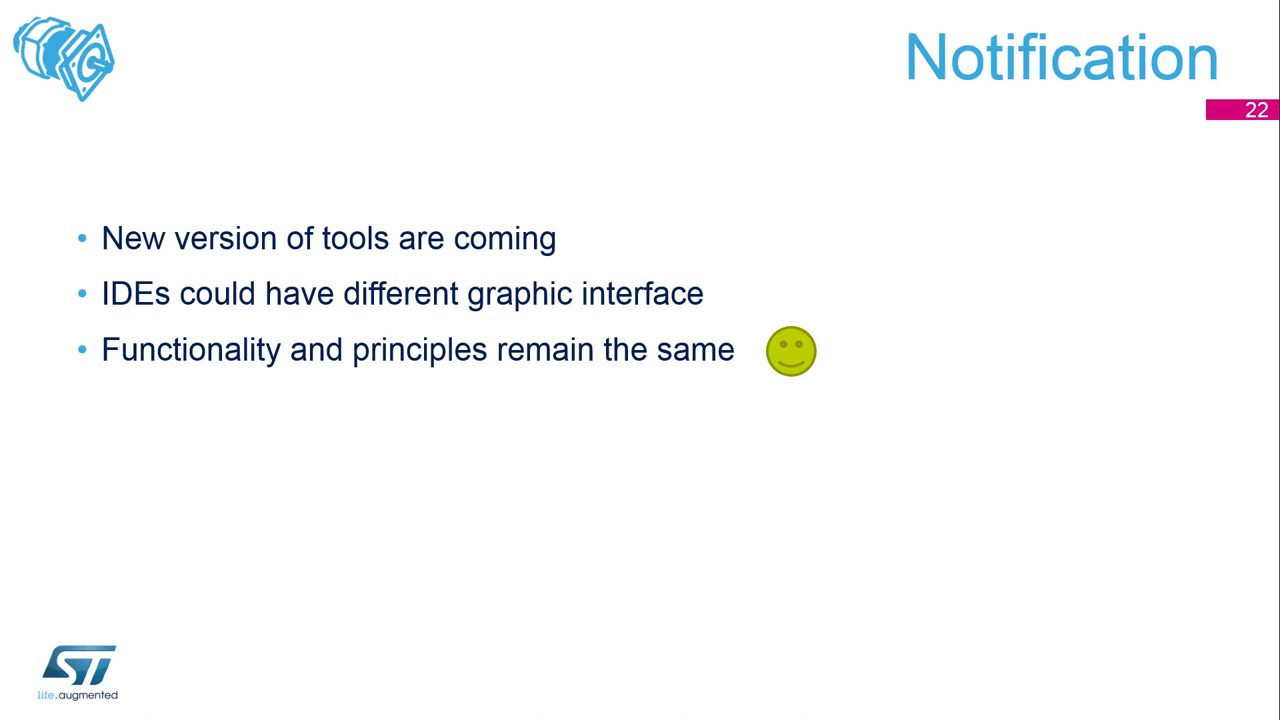 Notification
22
• New version of tools are coming
• IDEs could have different graphic interface
• Functionality and principles remain the same
ST
life.augmented